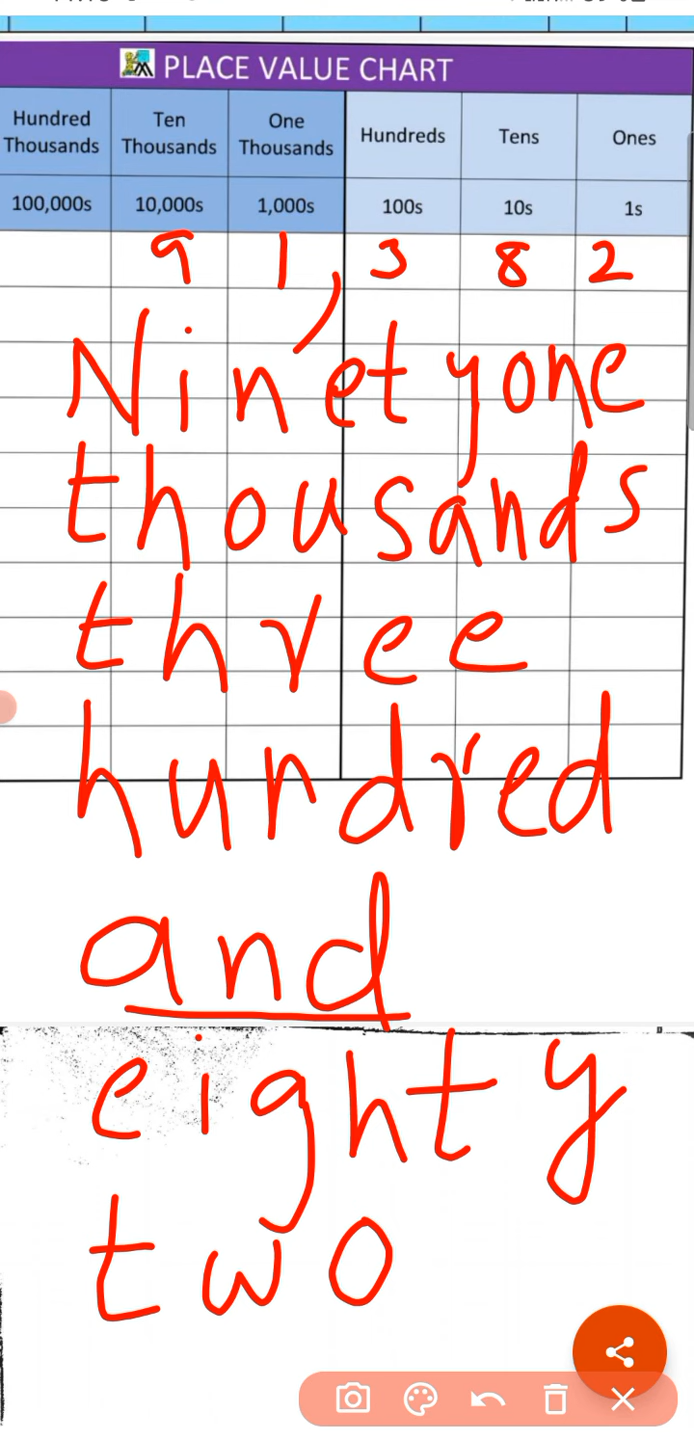 PLACE VALUE CHART
Hundred Thousands Ten Thousands One Thousands Hundreds Tens Ones
100,000s 10,000s 1,000s 100s 10s 1s
9 1, 3 8 2
Ninetyone
thousands
three
hundred
and
eighty
two